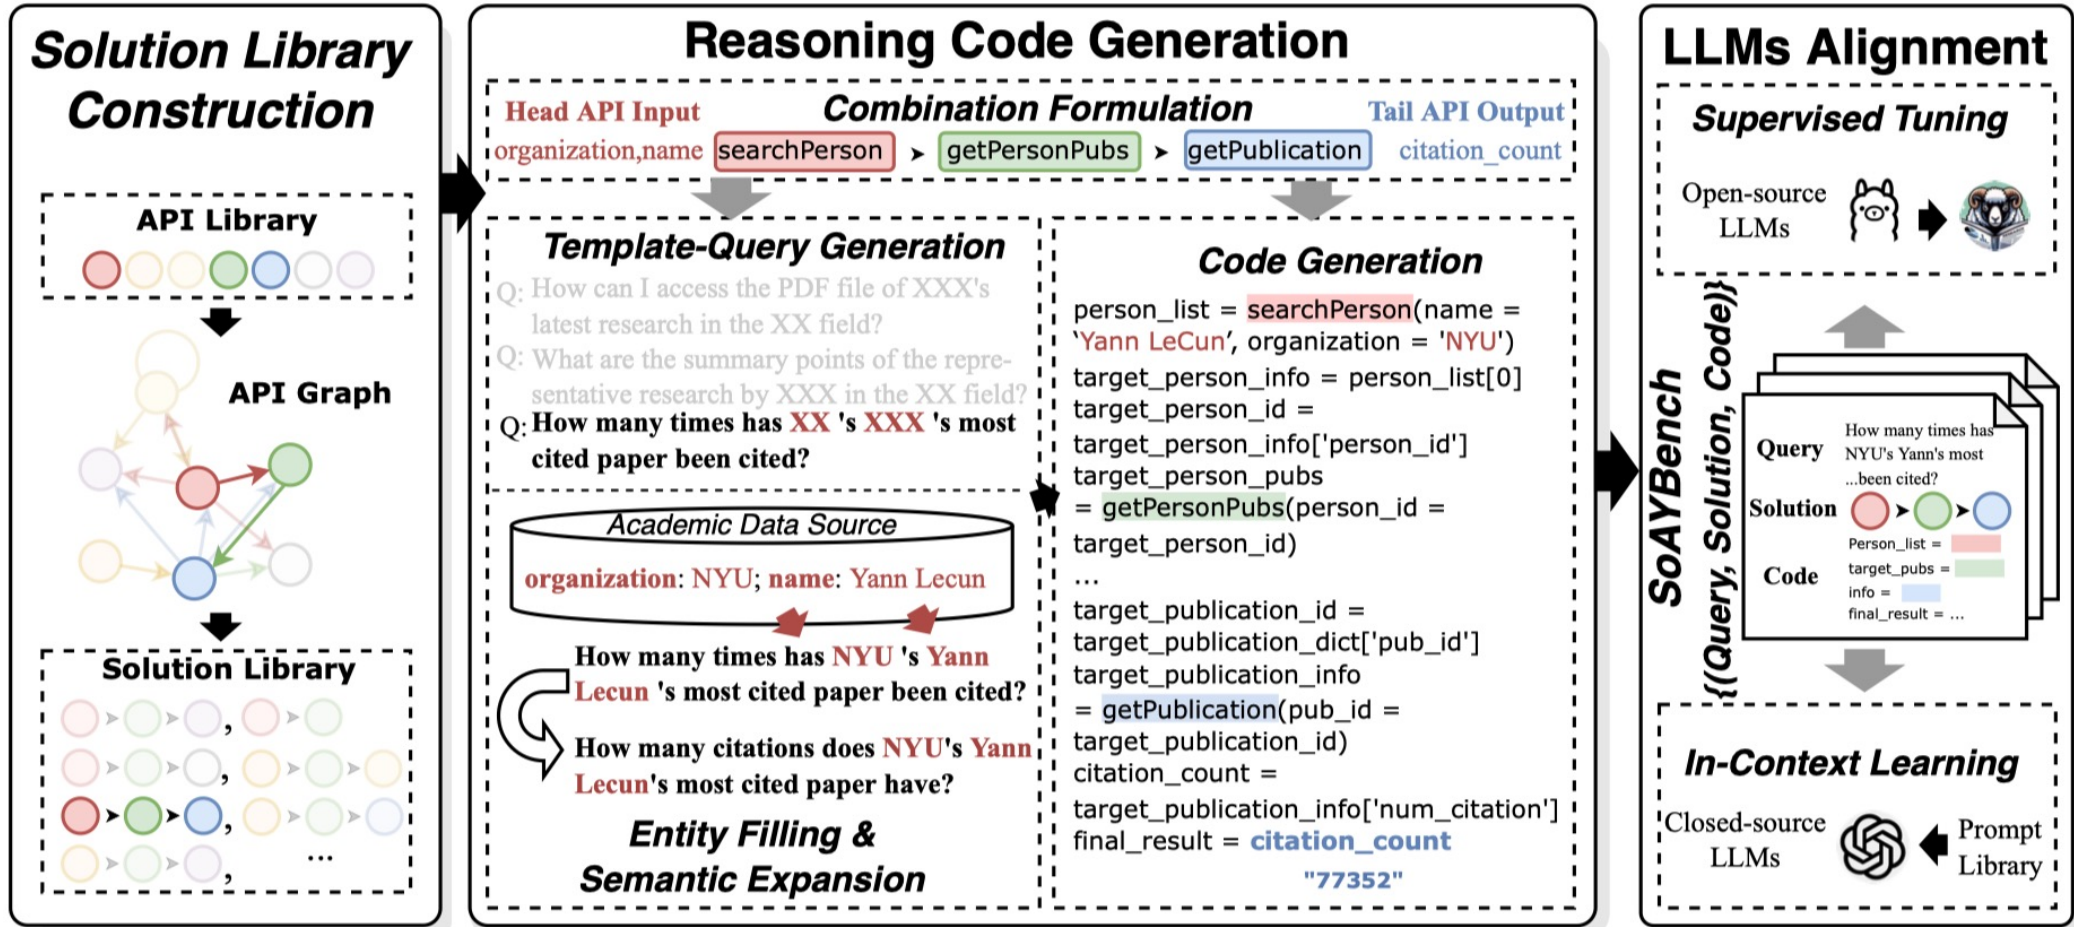 Solution Library
Construction
API Library
API Graph
Solution Library
,
,
,
,
...
Reasoning Code Generation
Head API Input
Combination Formulation
Tail API Output
organization,name
searchPerson
getPersonPubs
getPublication
citation_count
Template-Query Generation
Q: How can I access the PDF file of XXX's
latest research in the XX field?
Q: What are the summary points of the repre-
sentative research by XXX in the XX field?
Q: How many times has XX 's XXX 's most
cited paper been cited?
Academic Data Source
organization: NYU; name: Yann Lecun
How many times has NYU 's Yann
Lecun 's most cited paper been cited?
How many citations does NYU's Yann
Lecun's most cited paper have?
Entity Filling &
Semantic Expansion
Code Generation
person_list = searchPerson(name =
‘Yann LeCun’, organization = 'NYU')
target_person_info = person_list[0]
target_person_id =
target_person_info['person_id']
target_person_pubs
= getPersonPubs(person_id =
target_person_id)
...
target_publication_id =
target_publication_dict['pub_id']
target_publication_info
= getPublication(pub_id =
target_publication_id)
citation_count =
target_publication_info['num_citation']
final_result = citation_count
"77352"
LLMs Alignment
Supervised Tuning
Open-source
LLMs
SoAYBench
{(Query, Solution, Code)}
Query
How many times has
NYU's Yann's most
...been cited?
Solution
Code
Person_list =
target_pubs =
info =
final_result = ...
In-Context Learning
Closed-source
LLMs
Prompt
Library